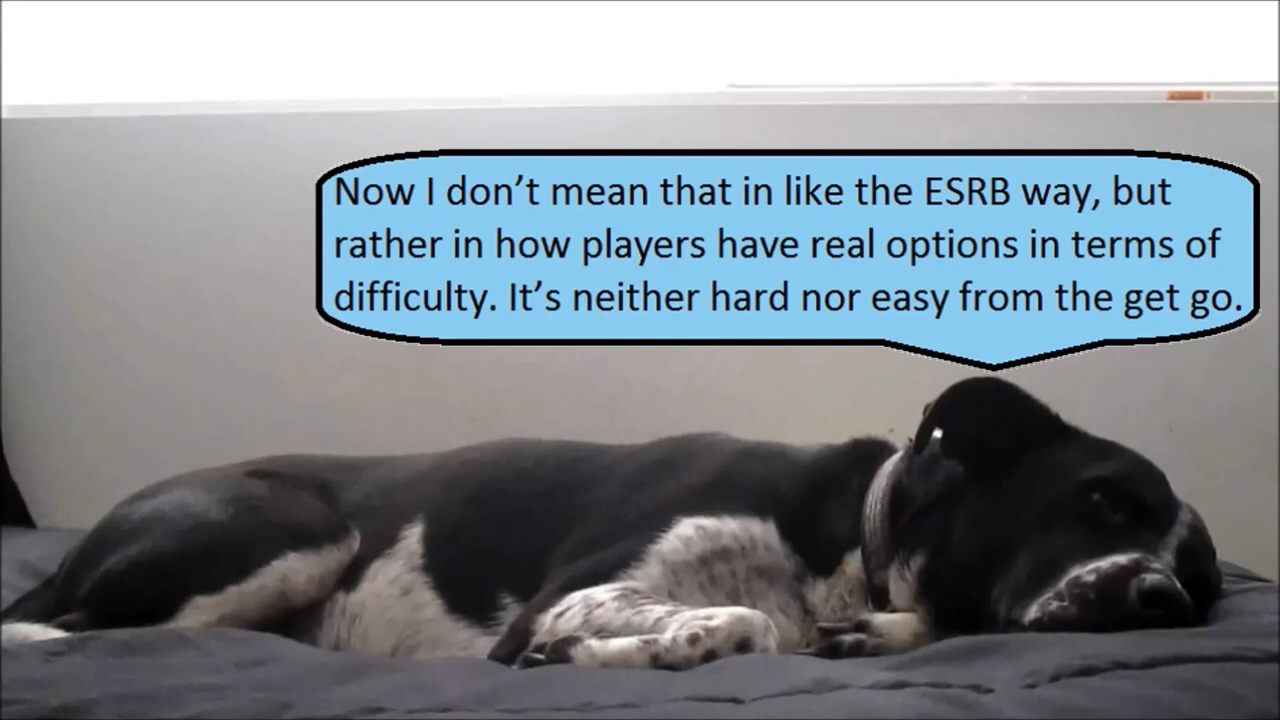 Now I don’t mean that in like the ESRB way, but
rather in how players have real options in terms of
difficulty. It’s neither hard nor easy from the get go.